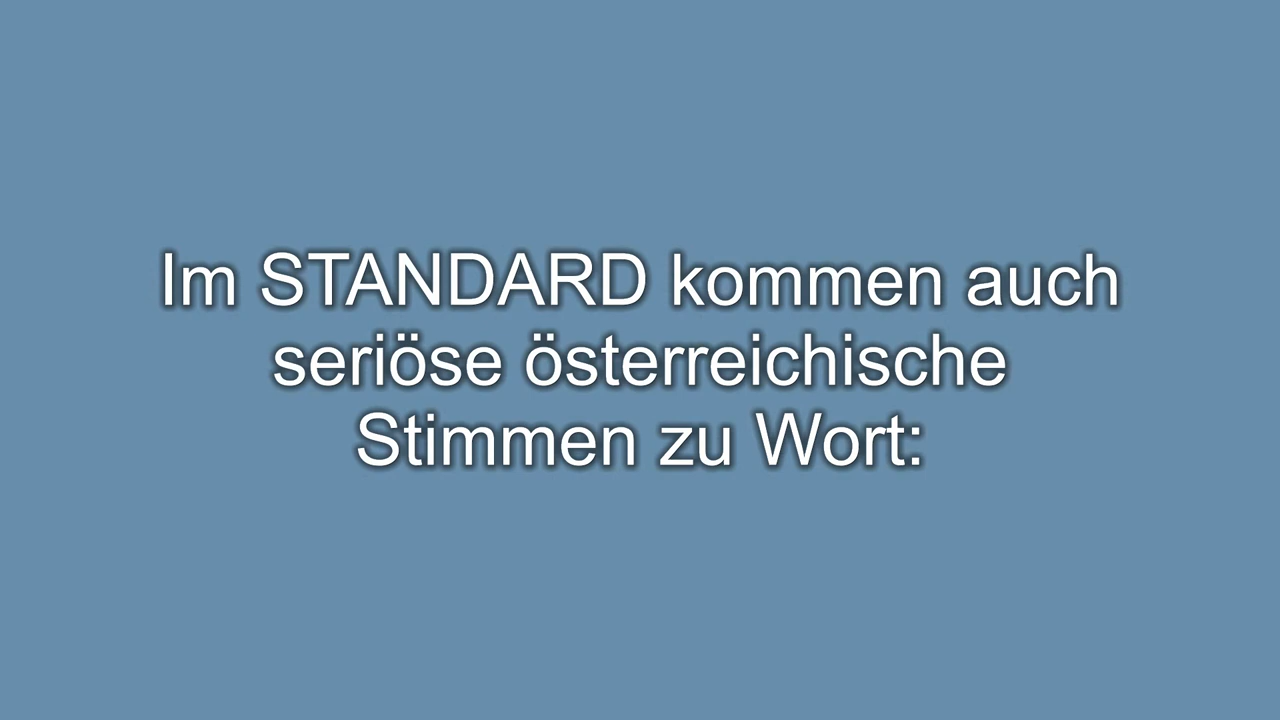 Im STANDARD kommen auch
seriöse österreichische
Stimmen zu Wort: